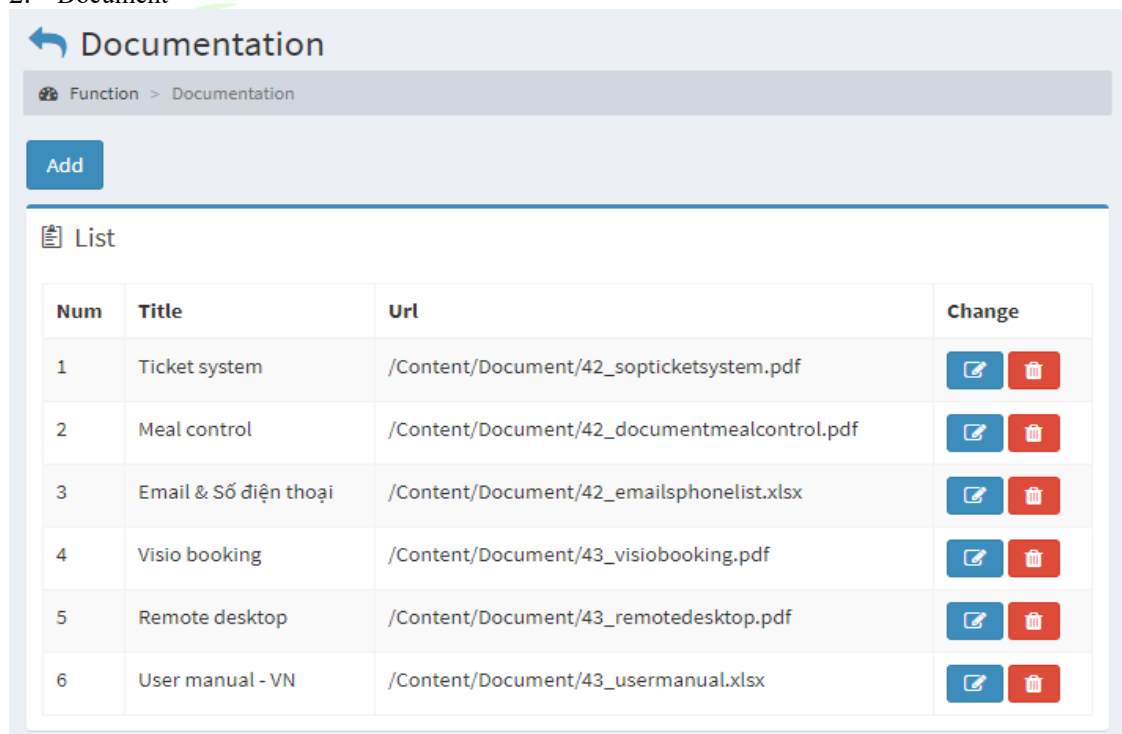 2. Document
Documentation
Function > Documentation
Add
List
Num Title Url Change
1 Ticket system /Content/Document/42_sopticketsystem.pdf
2 Meal control /Content/Document/42_documentmealcontrol.pdf
3 Email & Số điện thoại /Content/Document/42_emailsphonelist.xlsx
4 Visio booking /Content/Document/43_visiobooking.pdf
5 Remote desktop /Content/Document/43_remotedesktop.pdf
6 User manual - VN /Content/Document/43_usermanual.xlsx